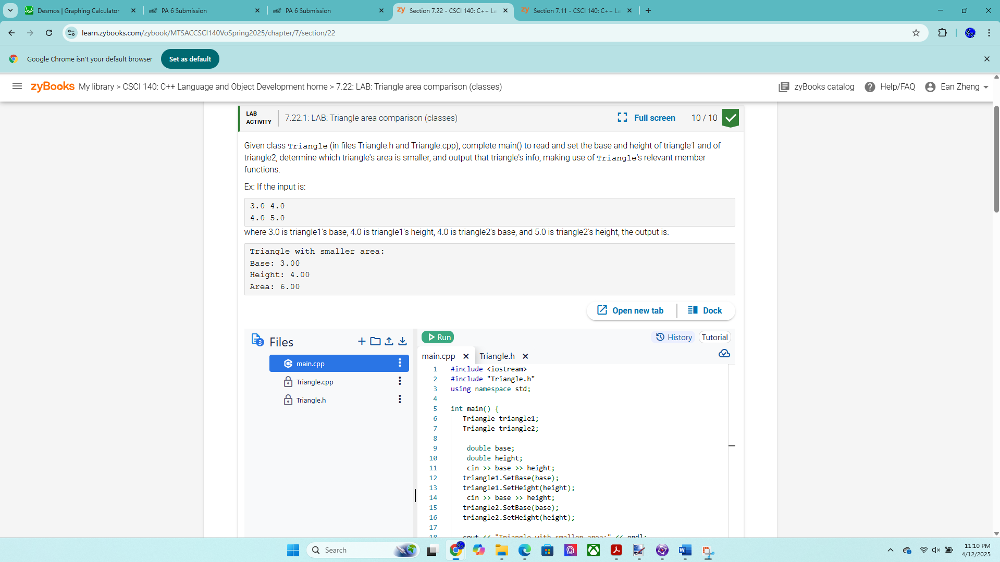 Desmos | Graphing Calculator
PA 6 Submission
PA 6 Submission
zy Section 7.22 - CSCI 140: C++ La
zy Section 7.11 - CSCI 140: C++ La
learn.zybooks.com/zybook/MTSACCSCI140VoSpring2025/chapter/7/section/22
Google Chrome isn't your default browser
Set as default
zyBooks My library > CSCI 140: C++ Language and Object Development home > 7.22: LAB: Triangle area comparison (classes)
zyBooks catalog
? Help/FAQ
Ean Zheng
LAB
ACTIVITY
7.22.1: LAB: Triangle area comparison (classes)
Full screen
10 / 10
Given class Triangle (in files Triangle.h and Triangle.cpp), complete main() to read and set the base and height of triangle1 and of
triangle2, determine which triangle's area is smaller, and output that triangle's info, making use of Triangle's relevant member
functions.
Ex: If the input is:
3.0 4.0
4.0 5.0
where 3.0 is triangle1's base, 4.0 is triangle1's height, 4.0 is triangle2's base, and 5.0 is triangle2's height, the output is:
Triangle with smaller area:
Base: 3.00
Height: 4.00
Area: 6.00
Open new tab
Dock
3 Files
main.cpp
Triangle.cpp
Triangle.h
Run
History
Tutorial
main.cpp
Triangle.h
1 #include <iostream>
2 #include "Triangle.h"
3 using namespace std;
4
5 int main() {
6 Triangle triangle1;
7 Triangle triangle2;
8
9 double base;
10 double height;
11 cin >> base >> height;
12 triangle1.SetBase(base);
13 triangle1.SetHeight(height);
14 cin >> base >> height;
15 triangle2.SetBase(base);
16 triangle2.SetHeight(height);
17
18 cout << "Triangle with smaller area:" << endl;
Search
11:10 PM
4/12/2025